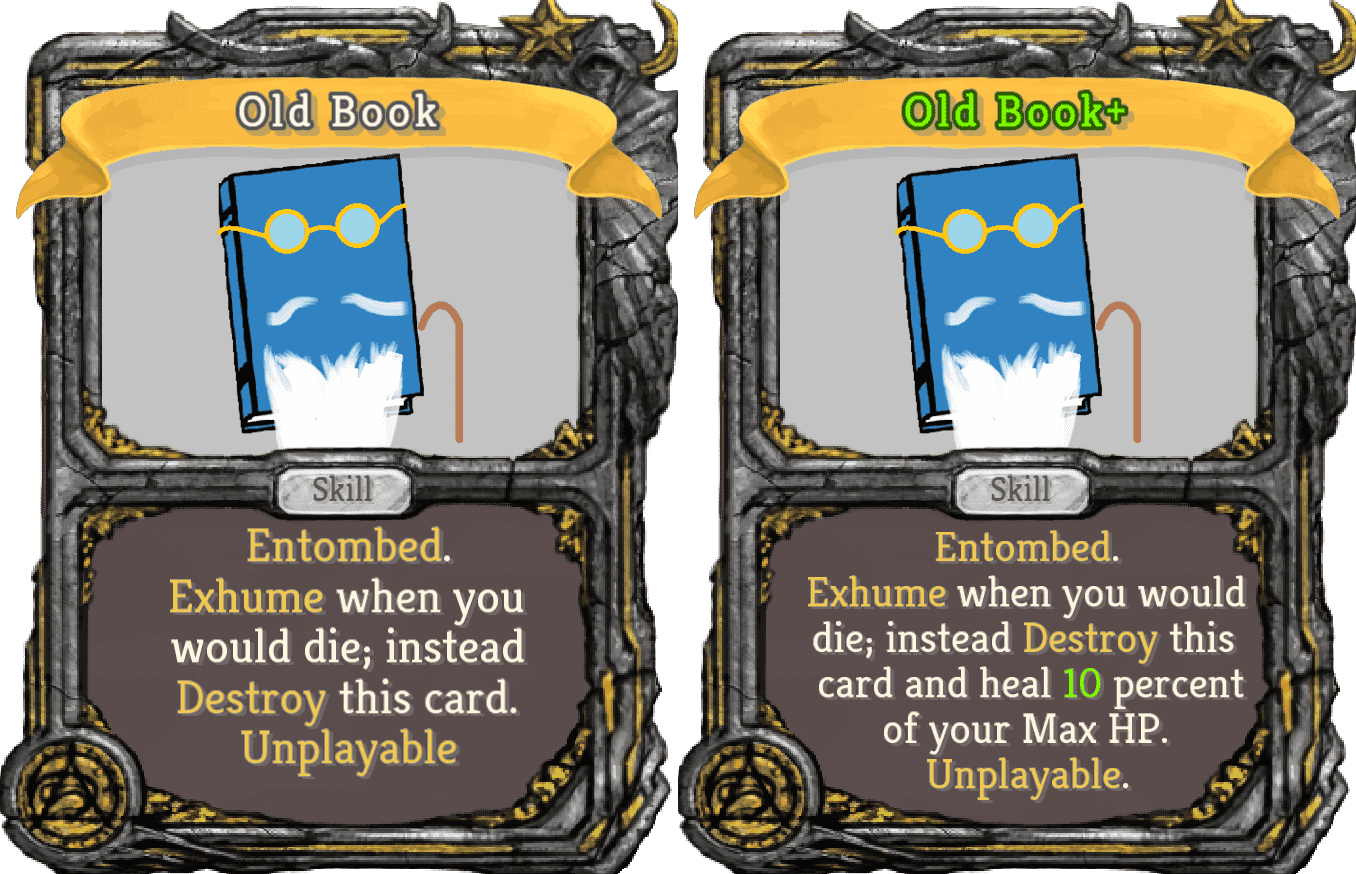 Old Book
Skill
Entombed.
Exhume when you
would die; instead
Destroy this card.
Unplayable
Old Book+
Skill
Entombed.
Exhume when you would
die; instead Destroy this
card and heal 10 percent
of your Max HP.
Unplayable.